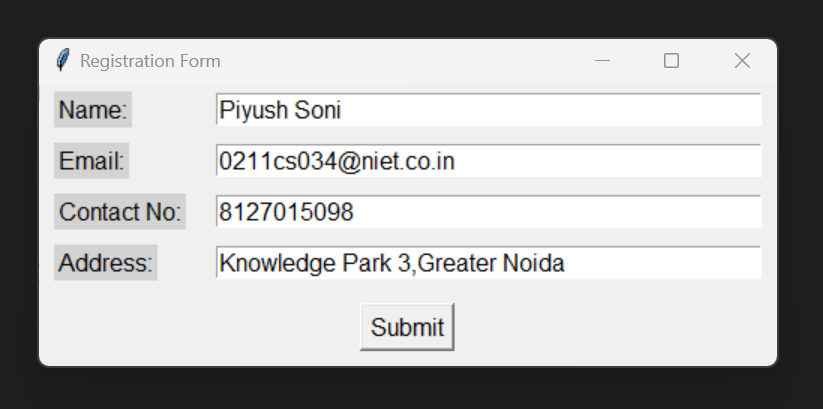 Registration Form
Name: Piyush Soni
Email: 0211cs034@niet.co.in
Contact No: 8127015098
Address: Knowledge Park 3,Greater Noida
Submit